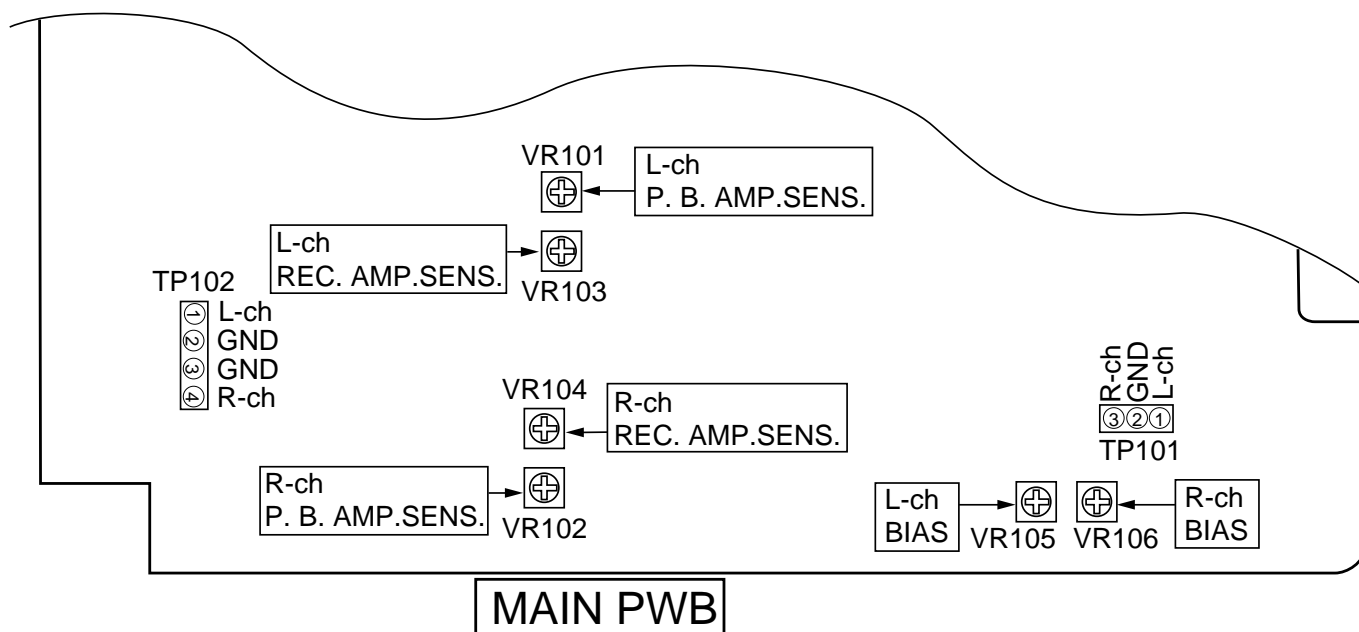 VR101
L-ch
P. B. AMP.SENS.
L-ch
REC. AMP.SENS.
VR103
TP102
1 L-ch
2 GND
3 GND
4 R-ch
VR104
R-ch
REC. AMP.SENS.
R-ch
P. B. AMP.SENS.
VR102
R-ch
GND
L-ch
3 2 1
TP101
L-ch
BIAS
VR105
VR106
R-ch
BIAS
MAIN PWB